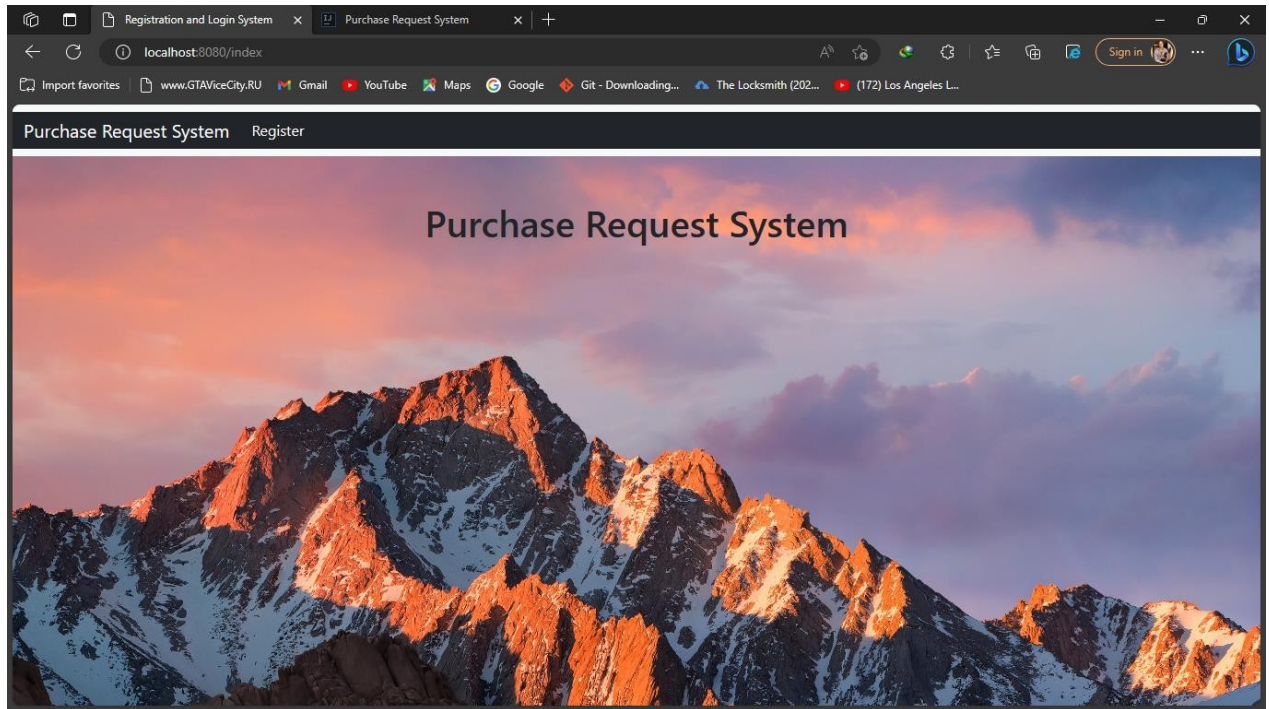 Registration and Login System
Purchase Request System
localhost:8080/index
Sign in
Import favorites
www.GTAViceCity.RU
Gmail
YouTube
Maps
Google
Git - Downloading...
The Locksmith (202...
(172) Los Angeles L...
Purchase Request System Register
Purchase Request System